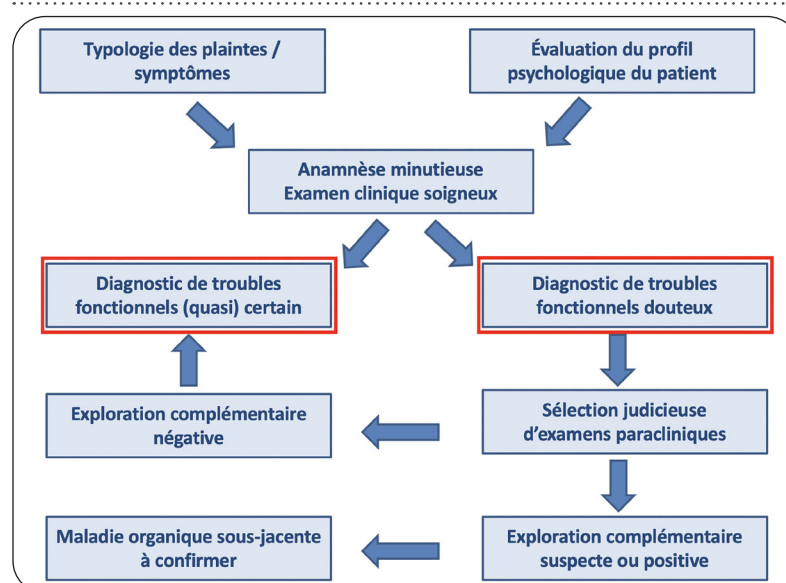 Typologie des plaintes /
symptômes
Évaluation du profil
psychologique du patient
Anamnèse minutieuse
Examen clinique soigneux
Diagnostic de troubles
fonctionnels (quasi) certain
Diagnostic de troubles
fonctionnels douteux
Exploration complémentaire
négative
Sélection judicieuse
d'examens paracliniques
Maladie organique sous-jacente
à confirmer
Exploration complémentaire
suspecte ou positive